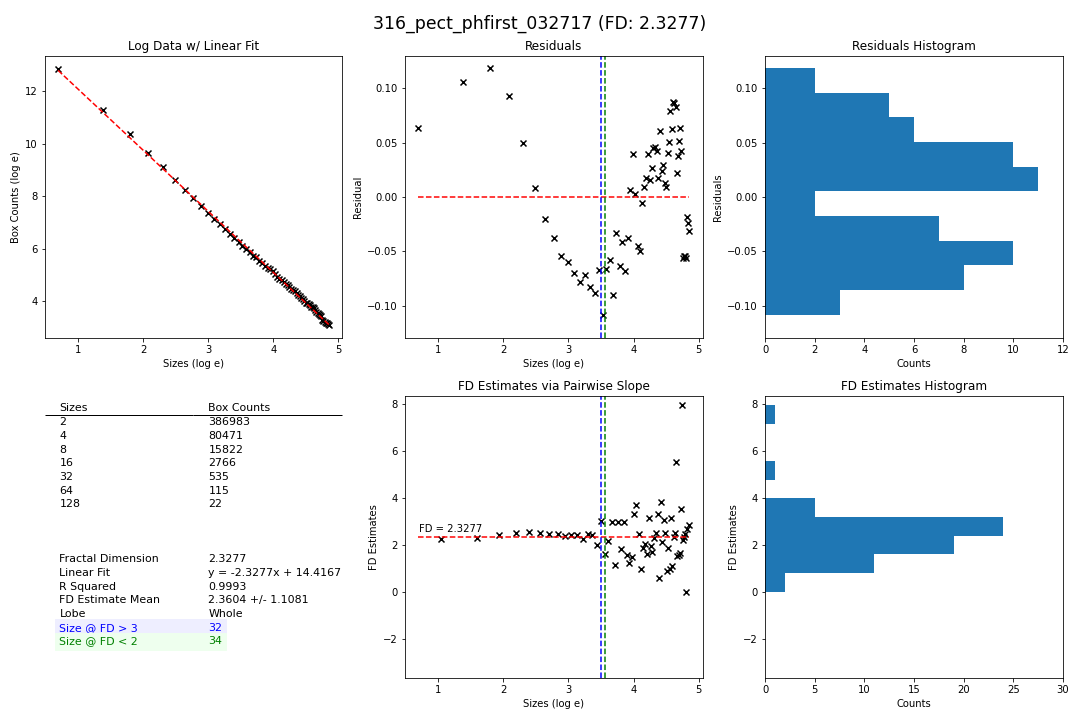 316_pect_phfirst_032717 (FD: 2.3277)
Log Data w/ Linear Fit
Box Counts (log e)
12
10
8
6
4
1 2 3 4 5
Sizes (log e)
Residuals
Residual
0.10
0.05
0.00
−0.05
−0.10
1 2 3 4 5
Sizes (log e)
Residuals Histogram
Residuals
0.10
0.05
0.00
−0.05
−0.10
0 2 4 6 8 10 12
Counts
Sizes Box Counts
2 386983
4 80471
8 15822
16 2766
32 535
64 115
128 22
Fractal Dimension 2.3277
Linear Fit y = -2.3277x + 14.4167
R Squared 0.9993
FD Estimate Mean 2.3604 +/- 1.1081
Lobe Whole
Size @ FD > 3 32
Size @ FD < 2 34
FD Estimates via Pairwise Slope
FD Estimates
8
6
4
2
0
−2
FD = 2.3277
1 2 3 4 5
Sizes (log e)
FD Estimates Histogram
FD Estimates
8
6
4
2
0
−2
0 5 10 15 20 25 30
Counts